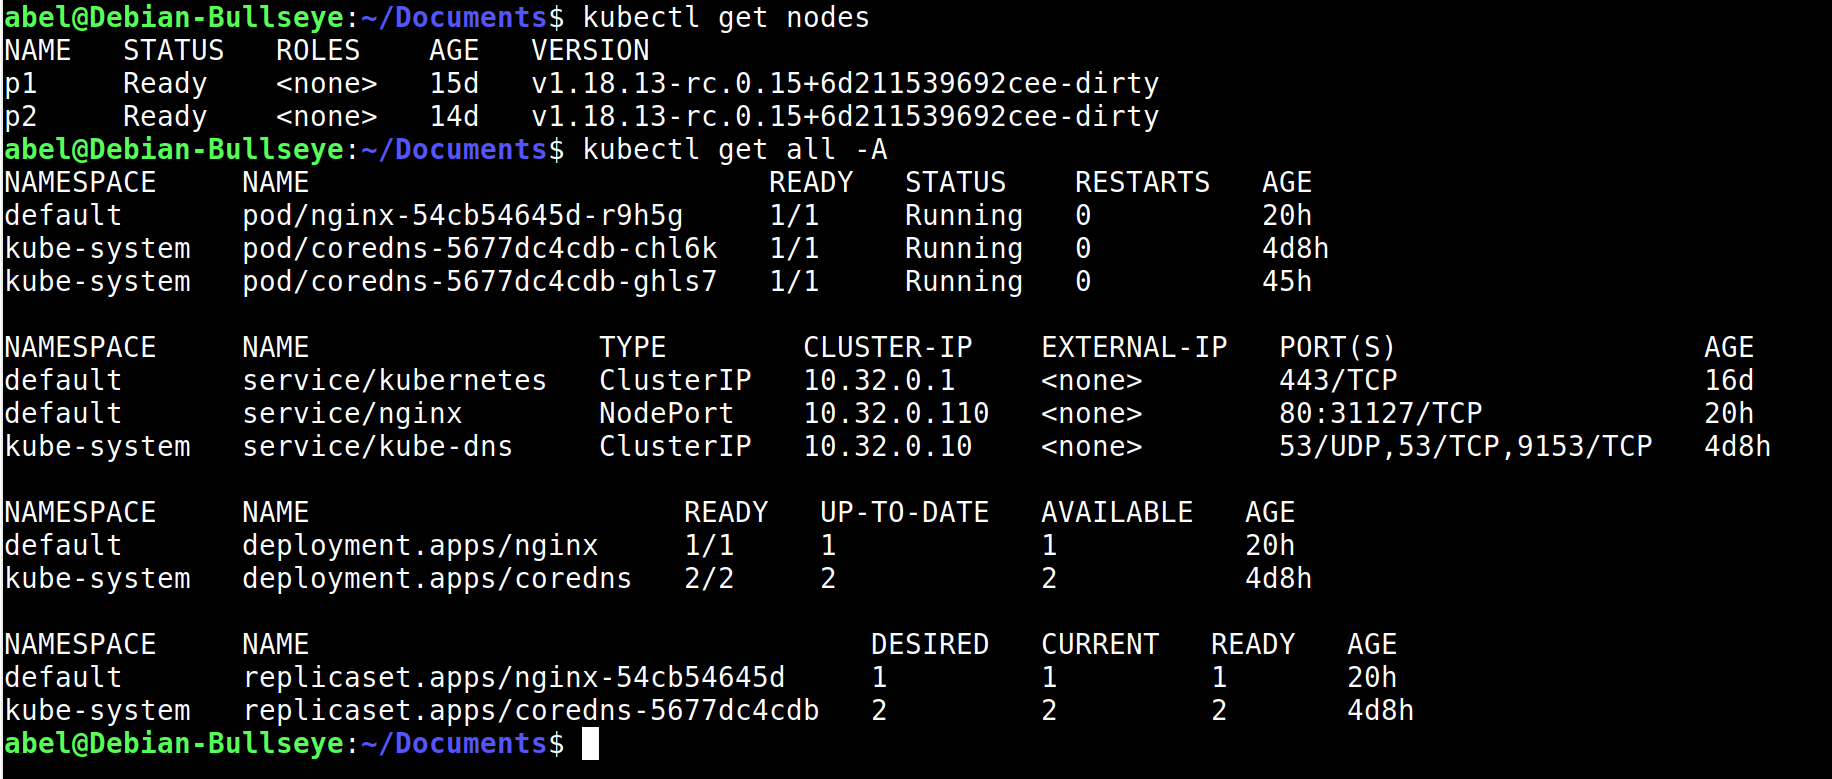 abel@Debian-Bullseye:~/Documents$ kubectl get nodes
NAME   STATUS   ROLES    AGE   VERSION
p1     Ready    <none>   15d   v1.18.13-rc.0.15+6d211539692cee-dirty
p2     Ready    <none>   14d   v1.18.13-rc.0.15+6d211539692cee-dirty
abel@Debian-Bullseye:~/Documents$ kubectl get all -A
NAMESPACE     NAME                           READY   STATUS    RESTARTS   AGE
default       pod/nginx-54cb54645d-r9h5g     1/1     Running   0          20h
kube-system   pod/coredns-5677dc4cdb-chl6k   1/1     Running   0          4d8h
kube-system   pod/coredns-5677dc4cdb-ghls7   1/1     Running   0          45h

NAMESPACE     NAME                 TYPE        CLUSTER-IP    EXTERNAL-IP   PORT(S)                  AGE
default       service/kubernetes   ClusterIP   10.32.0.1     <none>        443/TCP                  16d
default       service/nginx        NodePort    10.32.0.110   <none>        80:31127/TCP             20h
kube-system   service/kube-dns     ClusterIP   10.32.0.10    <none>        53/UDP,53/TCP,9153/TCP   4d8h

NAMESPACE     NAME                      READY   UP-TO-DATE   AVAILABLE   AGE
default       deployment.apps/nginx     1/1     1            1           20h
kube-system   deployment.apps/coredns   2/2     2            2           4d8h

NAMESPACE     NAME                                 DESIRED   CURRENT   READY   AGE
default       replicaset.apps/nginx-54cb54645d     1         1         1       20h
kube-system   replicaset.apps/coredns-5677dc4cdb   2         2         2       4d8h
abel@Debian-Bullseye:~/Documents$